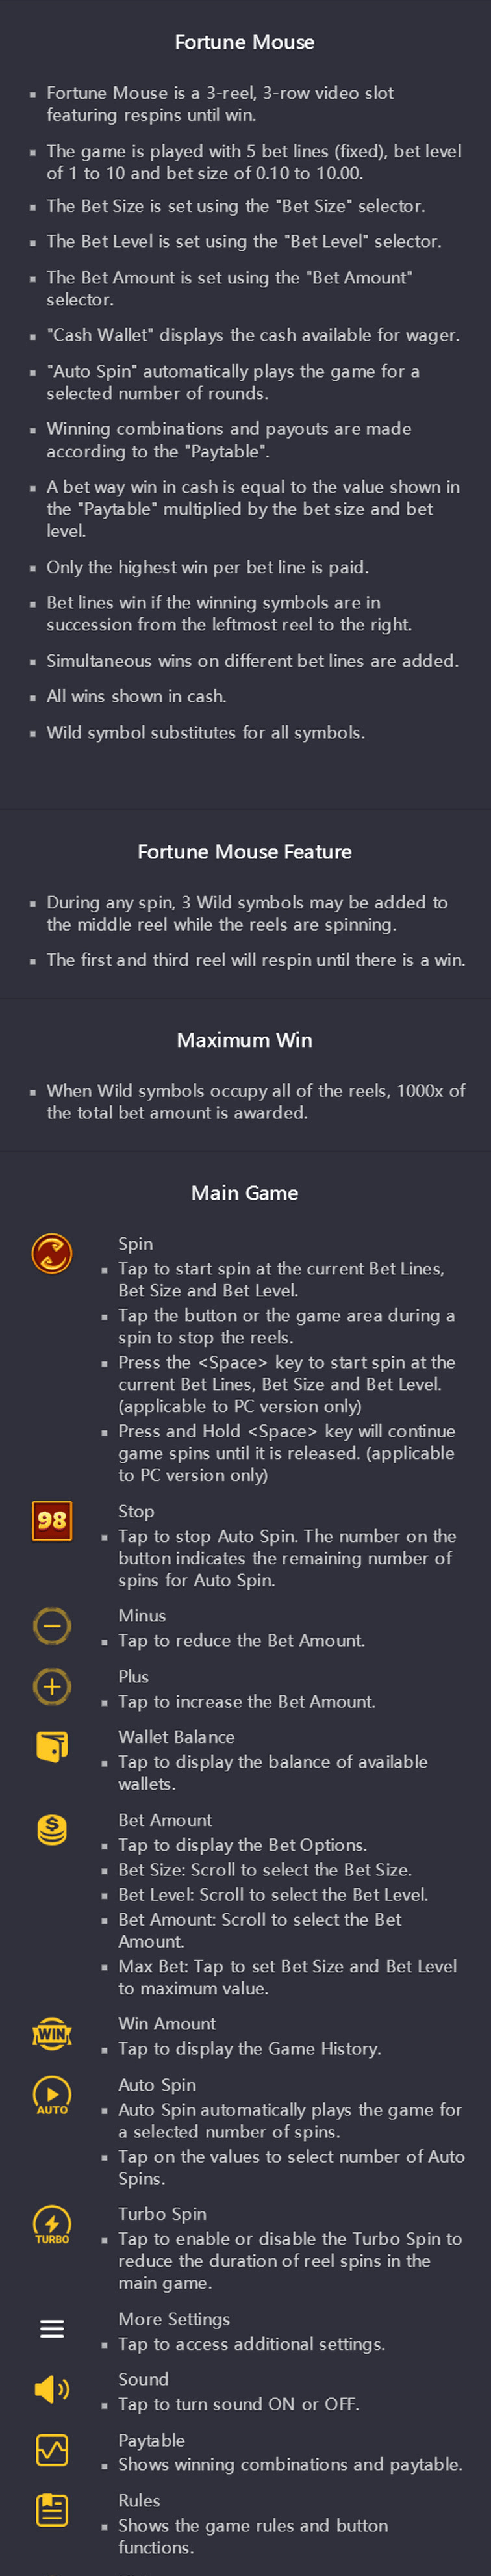 Fortune Mouse
▪ Fortune Mouse is a 3-reel, 3-row video slot
featuring respins until win.
▪ The game is played with 5 bet lines (fixed), bet level
of 1 to 10 and bet size of 0.10 to 10.00.
▪ The Bet Size is set using the "Bet Size" selector.
▪ The Bet Level is set using the "Bet Level" selector.
▪ The Bet Amount is set using the "Bet Amount"
selector.
▪ "Cash Wallet" displays the cash available for wager.
▪ "Auto Spin" automatically plays the game for a
selected number of rounds.
▪ Winning combinations and payouts are made
according to the "Paytable".
▪ A bet way win in cash is equal to the value shown in
the "Paytable" multiplied by the bet size and bet
level.
▪ Only the highest win per bet line is paid.
▪ Bet lines win if the winning symbols are in
succession from the leftmost reel to the right.
▪ Simultaneous wins on different bet lines are added.
▪ All wins shown in cash.
▪ Wild symbol substitutes for all symbols.
Fortune Mouse Feature
▪ During any spin, 3 Wild symbols may be added to
the middle reel while the reels are spinning.
▪ The first and third reel will respin until there is a win.
Maximum Win
▪ When Wild symbols occupy all of the reels, 1000x of
the total bet amount is awarded.
Main Game
Spin
▪ Tap to start spin at the current Bet Lines,
Bet Size and Bet Level.
▪ Tap the button or the game area during a
spin to stop the reels.
▪ Press the <Space> key to start spin at the
current Bet Lines, Bet Size and Bet Level.
(applicable to PC version only)
▪ Press and Hold <Space> key will continue
game spins until it is released. (applicable
to PC version only)
98
Stop
▪ Tap to stop Auto Spin. The number on the
button indicates the remaining number of
spins for Auto Spin.
Minus
▪ Tap to reduce the Bet Amount.
Plus
▪ Tap to increase the Bet Amount.
Wallet Balance
▪ Tap to display the balance of available
wallets.
$
Bet Amount
▪ Tap to display the Bet Options.
▪ Bet Size: Scroll to select the Bet Size.
▪ Bet Level: Scroll to select the Bet Level.
▪ Bet Amount: Scroll to select the Bet
Amount.
▪ Max Bet: Tap to set Bet Size and Bet Level
to maximum value.
WIN
Win Amount
▪ Tap to display the Game History.
AUTO
Auto Spin
▪ Auto Spin automatically plays the game for
a selected number of spins.
▪ Tap on the values to select number of Auto
Spins.
TURBO
Turbo Spin
▪ Tap to enable or disable the Turbo Spin to
reduce the duration of reel spins in the
main game.
More Settings
▪ Tap to access additional settings.
Sound
▪ Tap to turn sound ON or OFF.
Paytable
▪ Shows winning combinations and paytable.
Rules
▪ Shows the game rules and button
functions.